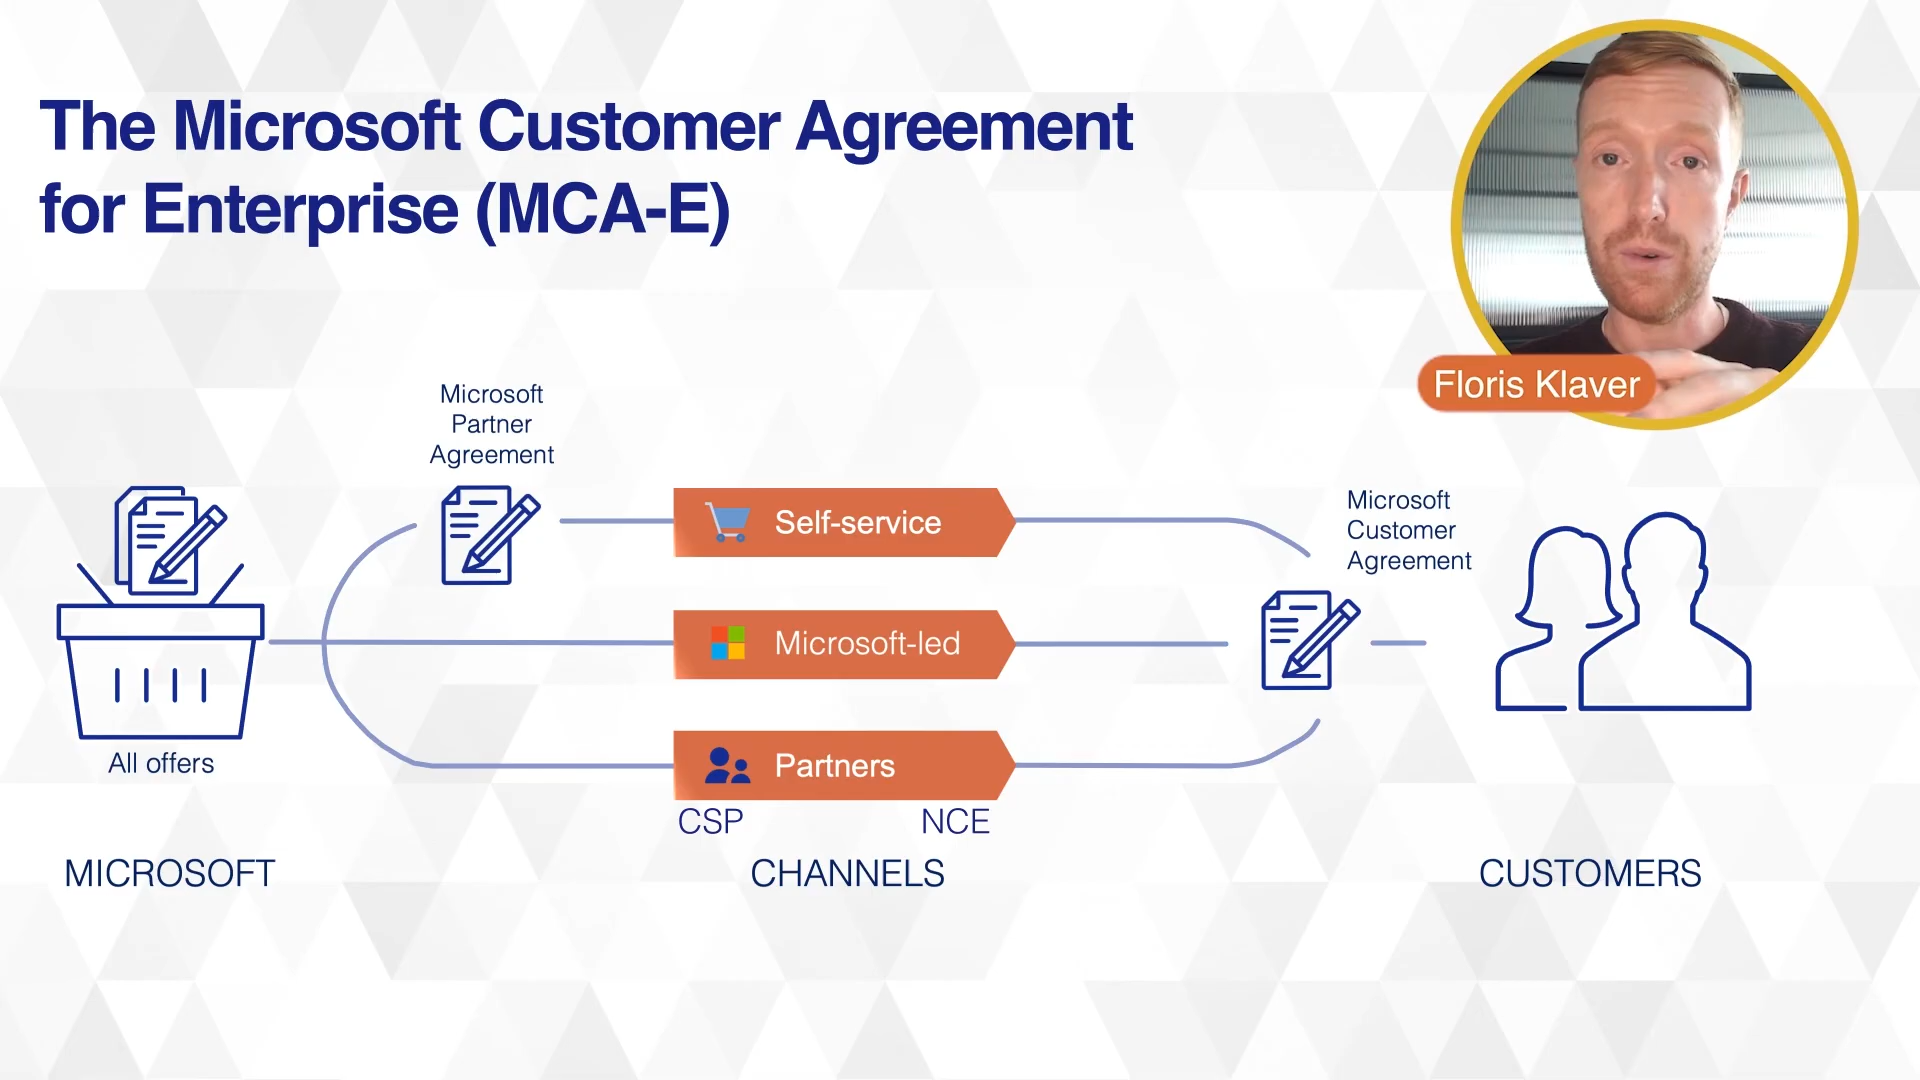 The Microsoft Customer Agreement
for Enterprise (MCA-E)
Floris Klaver
Microsoft
Partner
Agreement
Self-service
Microsoft
Customer
Agreement
Microsoft-led
All offers
Partners
CSP
NCE
MICROSOFT
CHANNELS
CUSTOMERS